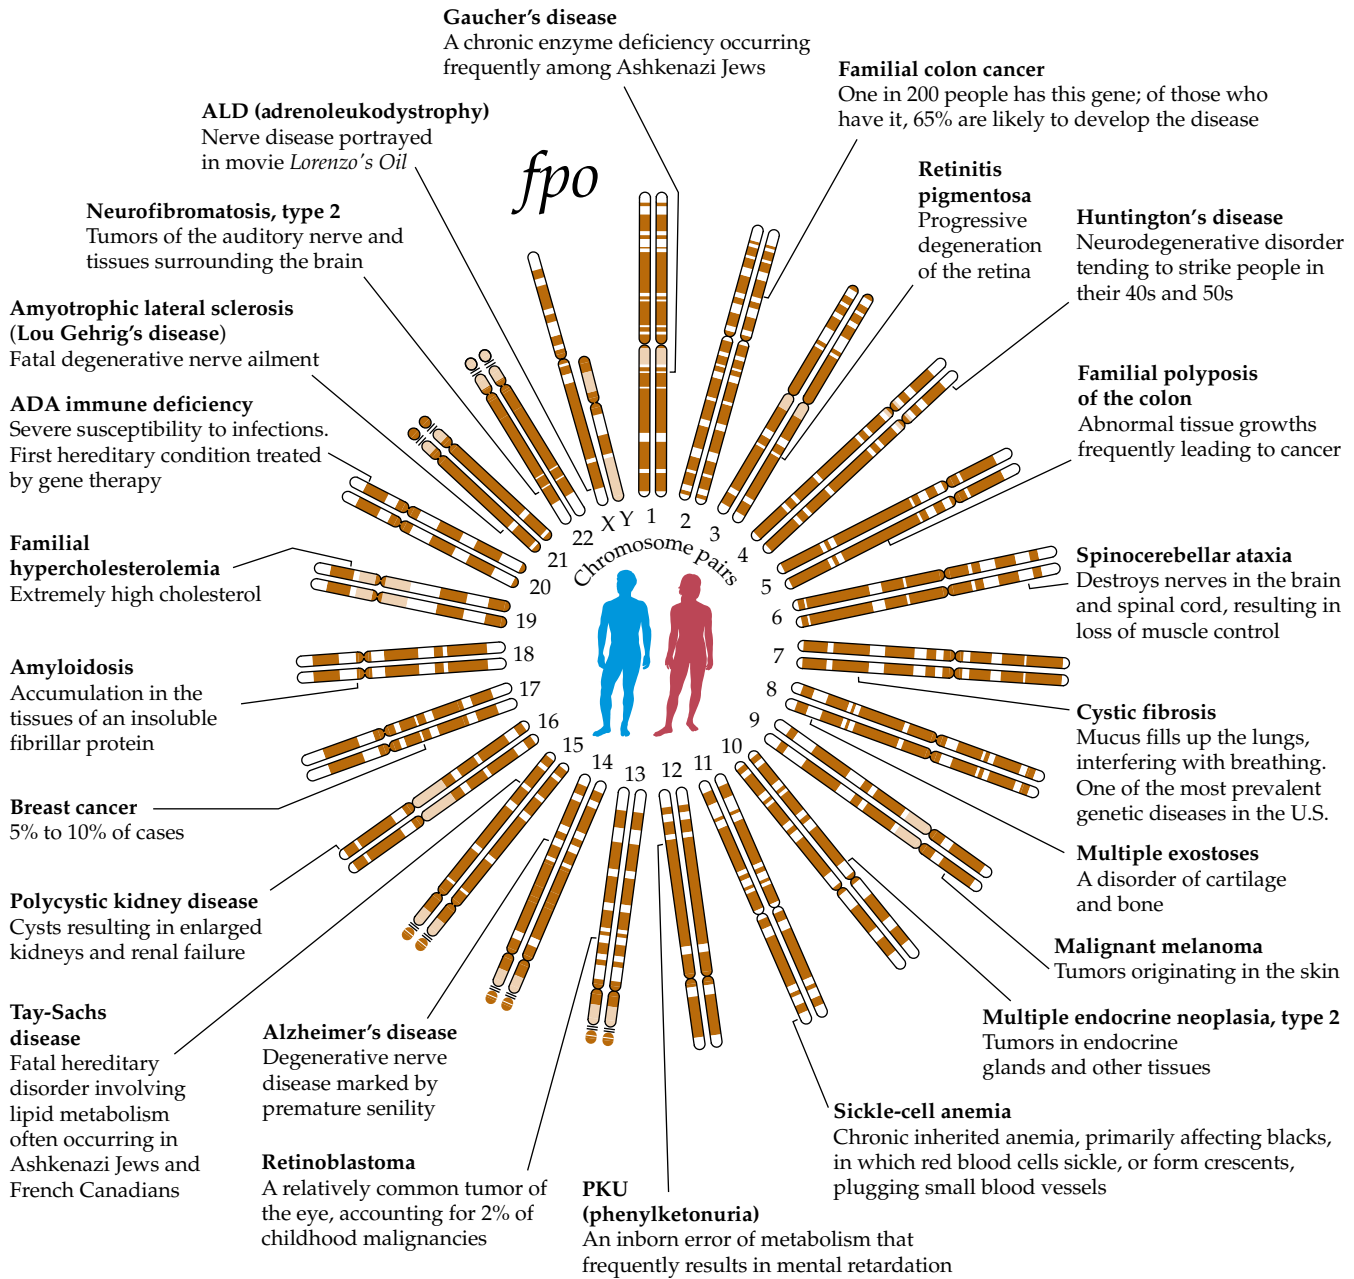 Gaucher's disease
A chronic enzyme deficiency occurring
frequently among Ashkenazi Jews
Familial colon cancer
One in 200 people has this gene; of those who
have it, 65% are likely to develop the disease
ALD (adrenoleukodystrophy)
Nerve disease portrayed
in movie Lorenzo's Oil
fpo
Retinitis
pigmentosa
Progressive
degeneration
of the retina
Neurofibromatosis, type 2
Tumors of the auditory nerve and
tissues surrounding the brain
Huntington's disease
Neurodegenerative disorder
tending to strike people in
their 40s and 50s
Amyotrophic lateral sclerosis
(Lou Gehrig's disease)
Fatal degenerative nerve ailment
Familial polyposis
of the colon
Abnormal tissue growths
frequently leading to cancer
ADA immune deficiency
Severe susceptibility to infections.
First hereditary condition treated
by gene therapy
Familial
hypercholesterolemia
Extremely high cholesterol
Spinocerebellar ataxia
Destroys nerves in the brain
and spinal cord, resulting in
loss of muscle control
Chromosome pairs
1
2
3
4
5
6
7
8
9
10
11
12
13
14
15
16
17
18
19
20
21
22
X Y
Amyloidosis
Accumulation in the
tissues of an insoluble
fibrillar protein
Cystic fibrosis
Mucus fills up the lungs,
interfering with breathing.
One of the most prevalent
genetic diseases in the U.S.
Breast cancer
5% to 10% of cases
Multiple exostoses
A disorder of cartilage
and bone
Polycystic kidney disease
Cysts resulting in enlarged
kidneys and renal failure
Malignant melanoma
Tumors originating in the skin
Tay-Sachs
disease
Fatal hereditary
disorder involving
lipid metabolism
often occurring in
Ashkenazi Jews and
French Canadians
Alzheimer's disease
Degenerative nerve
disease marked by
premature senility
Multiple endocrine neoplasia, type 2
Tumors in endocrine
glands and other tissues
Sickle-cell anemia
Chronic inherited anemia, primarily affecting blacks,
in which red blood cells sickle, or form crescents,
plugging small blood vessels
Retinoblastoma
A relatively common tumor of
the eye, accounting for 2% of
childhood malignancies
PKU
(phenylketonuria)
An inborn error of metabolism that
frequently results in mental retardation